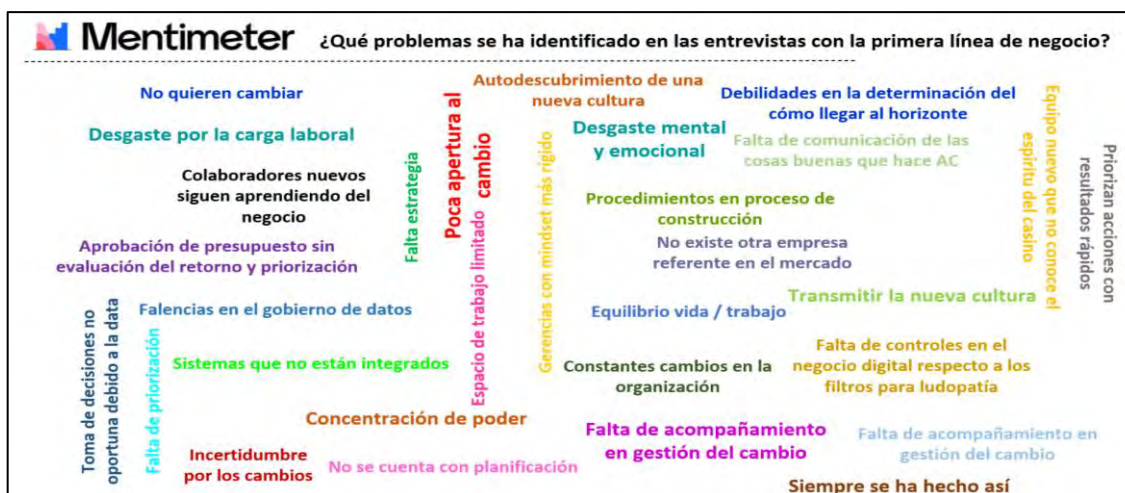 Mentimeter
¿Qué problemas se ha identificado en las entrevistas con la primera línea de negocio?
No quieren cambiar
Desgaste por la carga laboral
Colaboradores nuevos
siguen aprendiendo del
negocio
Aprobación de presupuesto sin
evaluación del retorno y priorización
Falta estrategia
Poca apertura al
cambio
Espacio de trabajo limitado
Autodescubrimiento de una
nueva cultura
Gerencias con mindset más rígido
Desgaste mental
y emocional
Debilidades en la determinación del
cómo llegar al horizonte
Falta de comunicación de las
cosas buenas que hace AC
Procedimientos en proceso de
construcción
No existe otra empresa
referente en el mercado
Equipo nuevo que no conoce el
espíritu del casino
Priorizan acciones con
resultados rápidos
Transmitir la nueva cultura
Equilibrio vida / trabajo
Toma de decisiones no
oportuna debido a la data
Falta de priorización
Falencias en el gobierno de datos
Sistemas que no están integrados
Constantes cambios en la
organización
Falta de controles en el
negocio digital respecto a los
filtros para ludopatía
Concentración de poder
Incertidumbre
por los cambios
No se cuenta con planificación
Falta de acompañamiento
en gestión del cambio
Falta de acompañamiento en
gestión del cambio
Siempre se ha hecho así